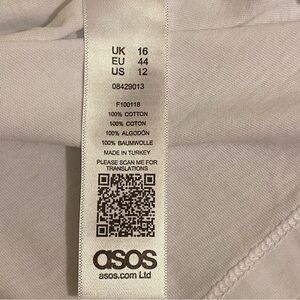 UK 16
EU 44
US 12
08429013
F100118
100% COTTON
100% COTON
100% ALGODÓN
100% BAUMWOLLE
MADE IN TURKEY
PLEASE SCAN ME FOR
TRANSLATIONS
asos
asos.com Ltd